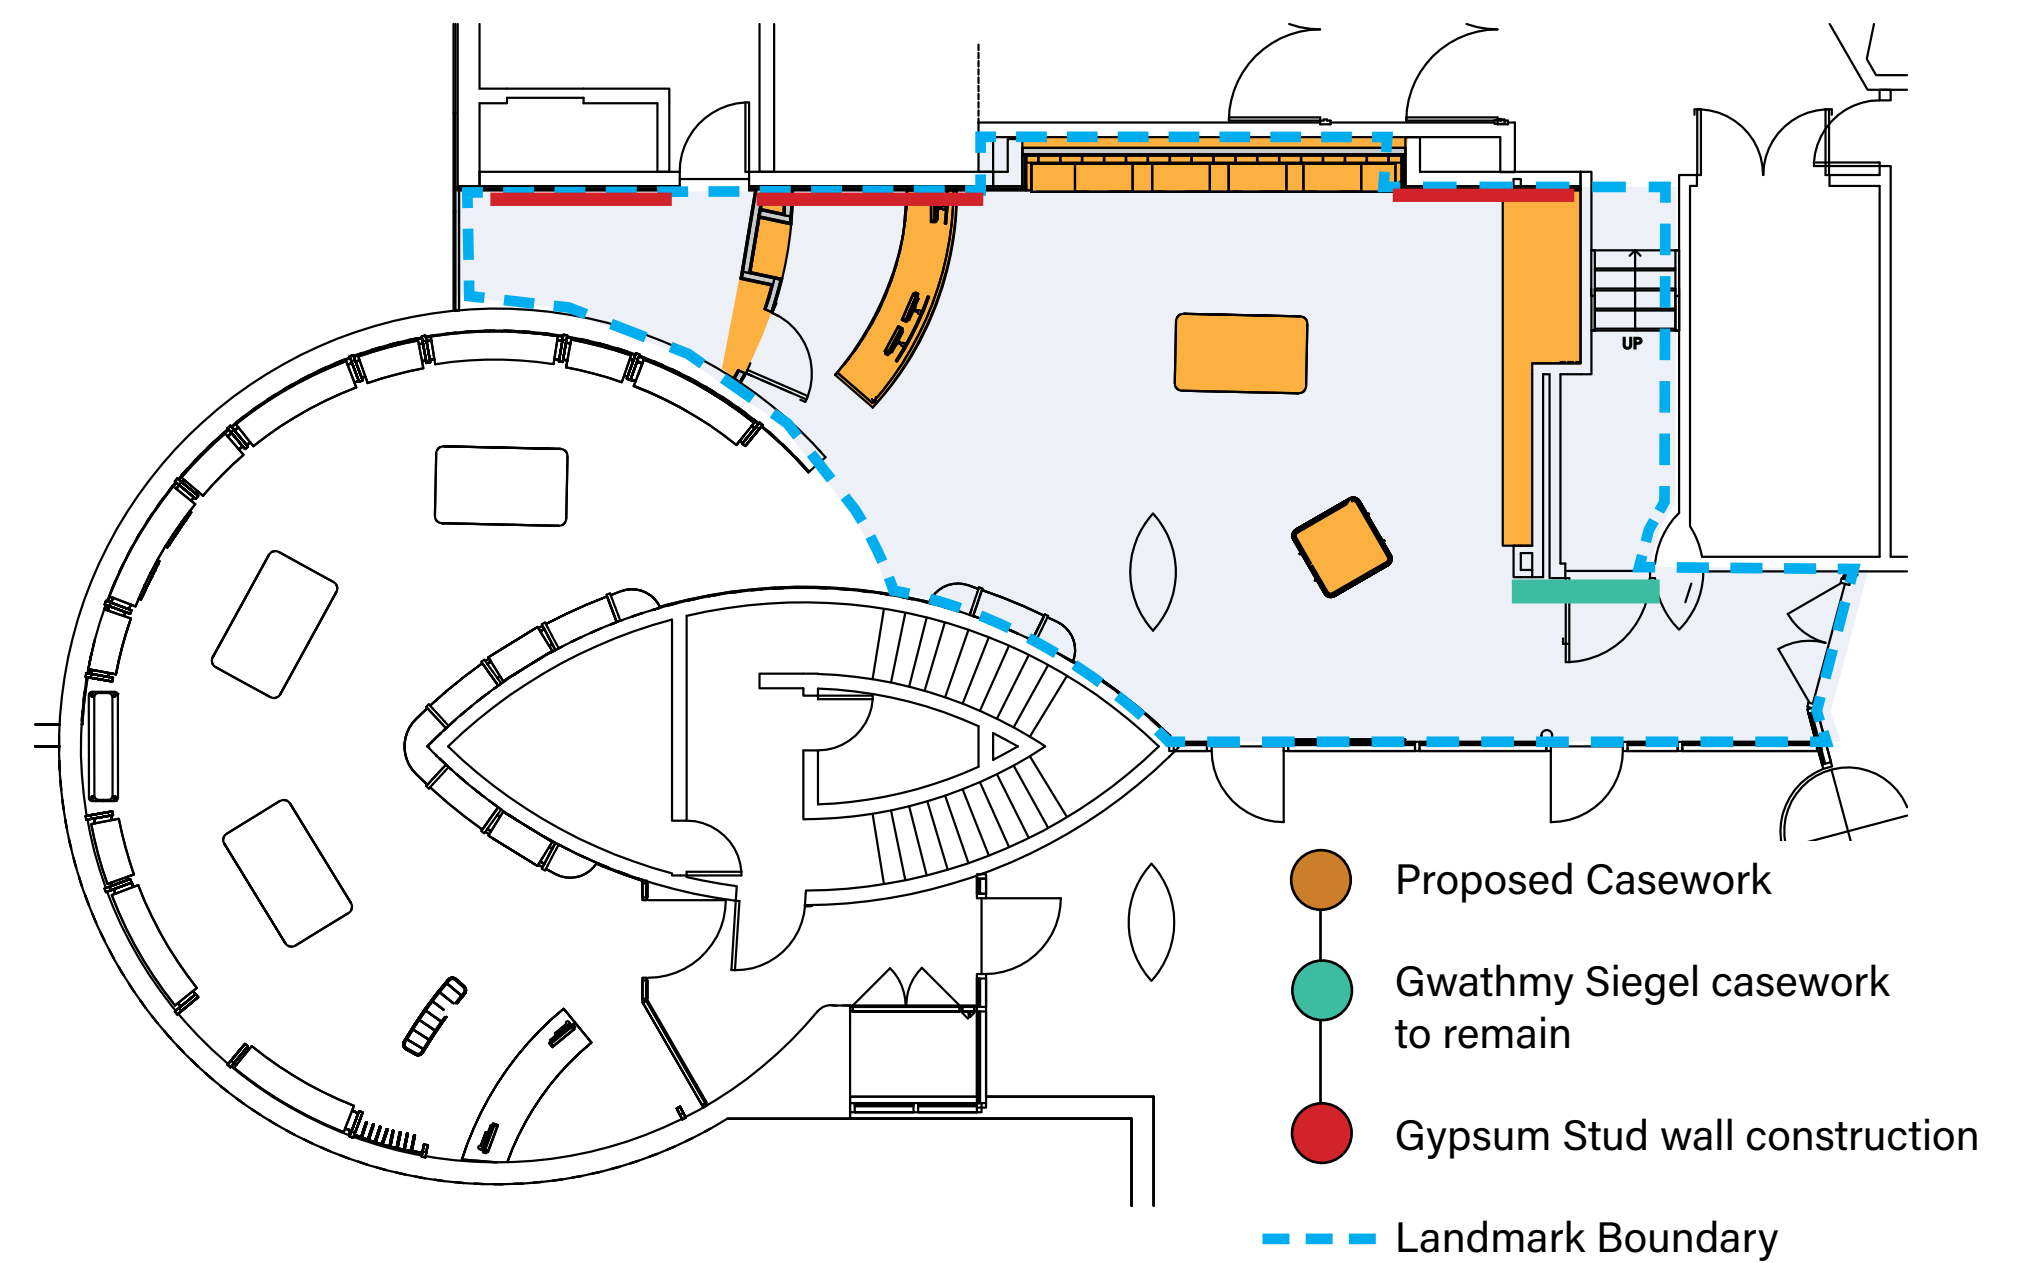 UP
Proposed Casework
Gwathmy Siegel casework
to remain
Gypsum Stud wall construction
Landmark Boundary